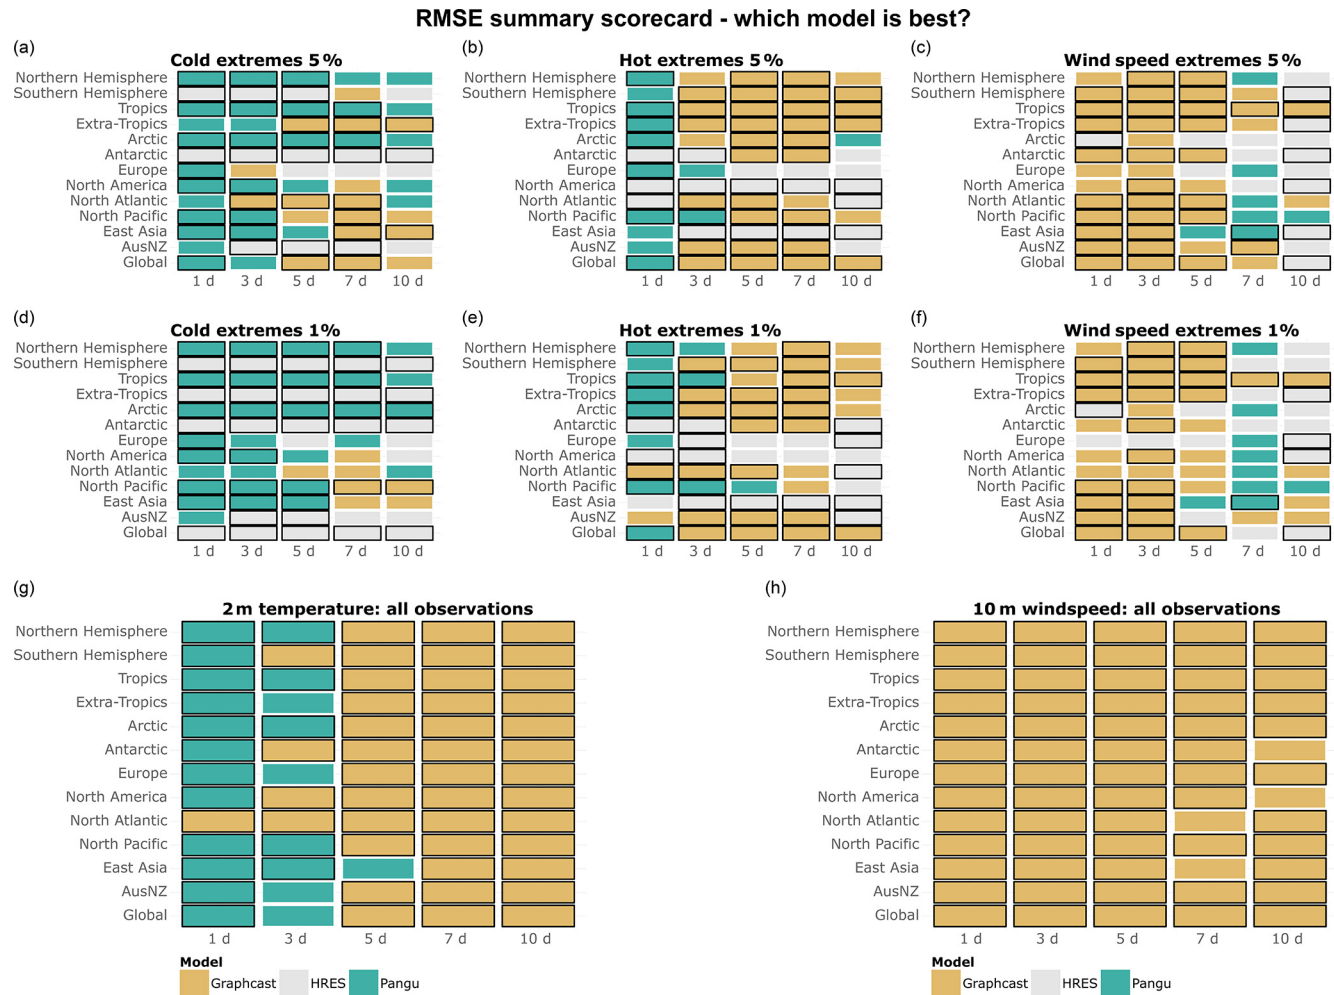 RMSE summary scorecard - which model is best?
(a)
Cold extremes 5%
Northern Hemisphere
Southern Hemisphere
Tropics
Extra-Tropics
Arctic
Antarctic
Europe
North America
North Atlantic
North Pacific
East Asia
AusNZ
Global
1 d 3 d 5 d 7 d 10 d
(b)
Hot extremes 5%
Northern Hemisphere
Southern Hemisphere
Tropics
Extra-Tropics
Arctic
Antarctic
Europe
North America
North Atlantic
North Pacific
East Asia
AusNZ
Global
1 d 3 d 5 d 7 d 10 d
(c)
Wind speed extremes 5%
Northern Hemisphere
Southern Hemisphere
Tropics
Extra-Tropics
Arctic
Antarctic
Europe
North America
North Atlantic
North Pacific
East Asia
AusNZ
Global
1 d 3 d 5 d 7 d 10 d
(d)
Cold extremes 1%
Northern Hemisphere
Southern Hemisphere
Tropics
Extra-Tropics
Arctic
Antarctic
Europe
North America
North Atlantic
North Pacific
East Asia
AusNZ
Global
1 d 3 d 5 d 7 d 10 d
(e)
Hot extremes 1%
Northern Hemisphere
Southern Hemisphere
Tropics
Extra-Tropics
Arctic
Antarctic
Europe
North America
North Atlantic
North Pacific
East Asia
AusNZ
Global
1 d 3 d 5 d 7 d 10 d
(f)
Wind speed extremes 1%
Northern Hemisphere
Southern Hemisphere
Tropics
Extra-Tropics
Arctic
Antarctic
Europe
North America
North Atlantic
North Pacific
East Asia
AusNZ
Global
1 d 3 d 5 d 7 d 10 d
(g)
2 m temperature: all observations
Northern Hemisphere
Southern Hemisphere
Tropics
Extra-Tropics
Arctic
Antarctic
Europe
North America
North Atlantic
North Pacific
East Asia
AusNZ
Global
1 d 3 d 5 d 7 d 10 d
Model
Graphcast HRES Pangu
(h)
10 m windspeed: all observations
Northern Hemisphere
Southern Hemisphere
Tropics
Extra-Tropics
Arctic
Antarctic
Europe
North America
North Atlantic
North Pacific
East Asia
AusNZ
Global
1 d 3 d 5 d 7 d 10 d
Model
Graphcast HRES Pangu